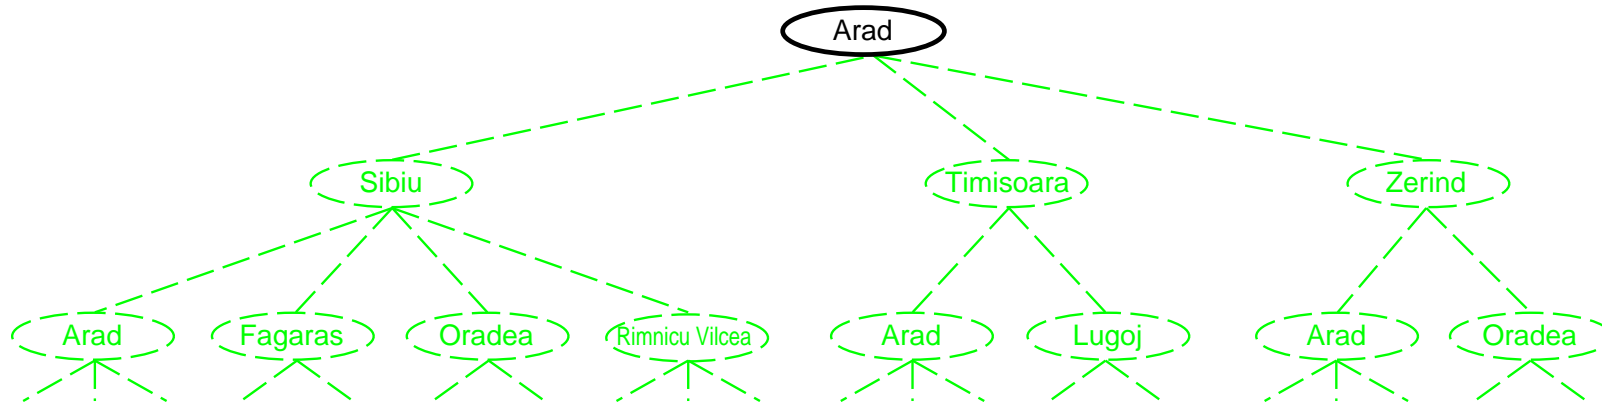 Arad
Sibiu
Timisoara
Zerind
Arad
Fagaras
Oradea
Rimnicu Vilcea
Arad
Lugoj
Arad
Oradea